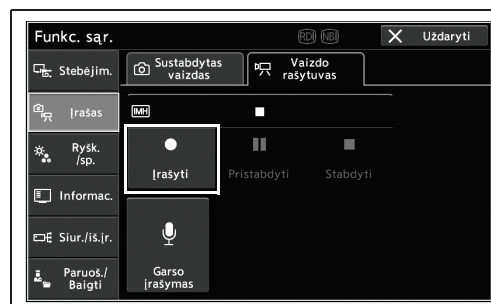 Funkc. sąr.
RDI NBI
Uždaryti
Stebėjim.
Sustabdytas
vaizdas
Vaizdo
rašytuvas
Įrašas
IMH
Ryšk.
/sp.
Įrašyti
Pristabdyti
Stabdyti
Informac.
Siur./iš.įr.
Paruoš./
Baigti
Garso
įrašymas